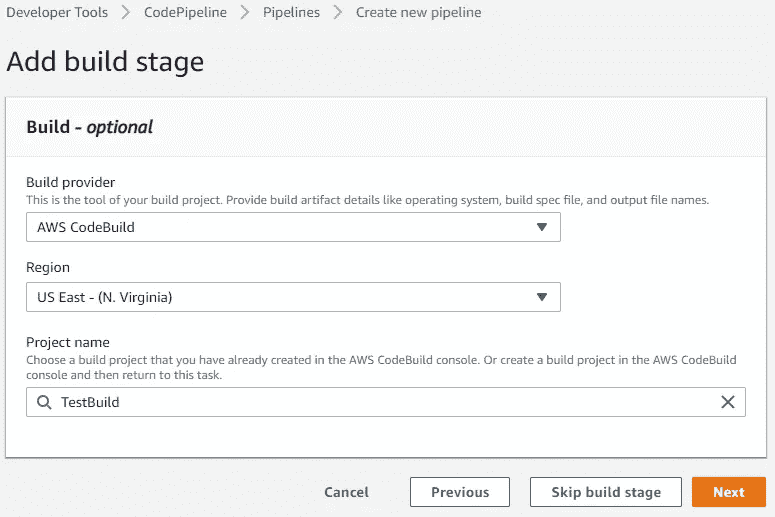 Developer Tools > CodePipeline > Pipelines > Create new pipeline
Add build stage
Build - optional
Build provider
This is the tool of your build project. Provide build artifact details like operating system, build spec file, and output file names.
AWS CodeBuild
Region
US East - (N. Virginia)
Project name
Choose a build project that you have already created in the AWS CodeBuild console. Or create a build project in the AWS CodeBuild
console and then return to this task.
TestBuild
Cancel Previous Skip build stage Next